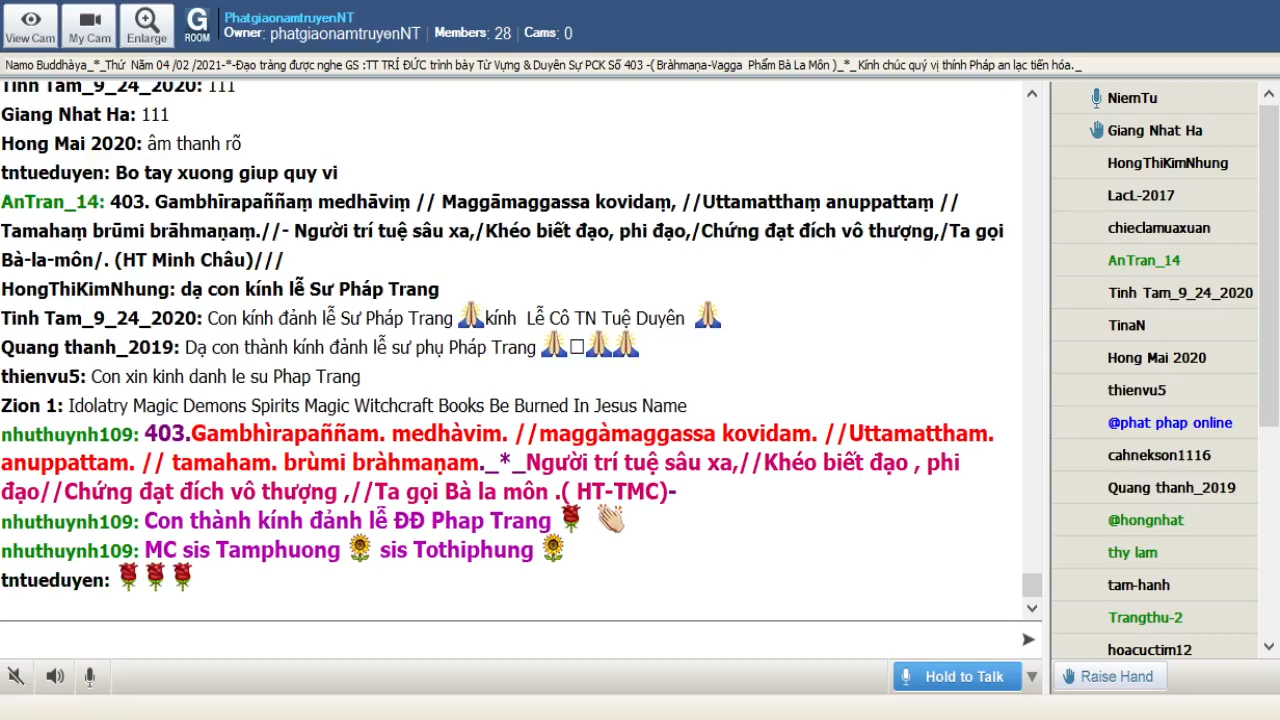 View Cam
My Cam
Enlarge
G
ROOM
PhatgiaonamtruyenNT
Owner: phatgiaonamtruyenNT | Members: 28 | Cams: 0
Namo Buddhàya_*_Thứ Năm 04 /02 /2021-*-Đạo tràng được nghe GS :TT TRÍ ĐỨC trình bày Từ Vựng & Duyên Sự PCK Số 403 -( Bràhmaṇa-Vagga Phẩm Bà La Môn )_*_ Kính chúc quý vị thính Pháp an lạc tiến hóa._
Tinh Tam_9_24_2020: 111
Giang Nhat Ha: 111
Hong Mai 2020: âm thanh rõ
tntueduyen: Bo tay xuong giup quy vi
AnTran_14: 403. Gambhīrapaññaṃ medhāviṃ // Maggāmaggassa kovidaṃ, //Uttamatthaṃ anuppattaṃ //
Tamahaṃ brūmi brāhmaṇaṃ.//- Người trí tuệ sâu xa,/Khéo biết đạo, phi đạo,/Chứng đạt đích vô thượng,/Ta gọi
Bà-la-môn/. (HT Minh Châu)///
HongThiKimNhung: dạ con kính lễ Sư Pháp Trang
Tinh Tam_9_24_2020: Con kính đảnh lễ Sư Pháp Trang 🙏kính Lễ Cô TN Tuệ Duyên 🙏
Quang thanh_2019: Dạ con thành kính đảnh lễ sư phụ Pháp Trang 🙏□🙏🙏
thienvu5: Con xin kinh danh le su Phap Trang
Zion 1: Idolatry Magic Demons Spirits Magic Witchcraft Books Be Burned In Jesus Name
nhuthuynh109: 403.Gambhìrapaññam. medhàvim. //maggàmaggassa kovidam. //Uttamattham.
anuppattam. // tamaham. brùmi bràhmaṇam._*_Người trí tuệ sâu xa,//Khéo biết đạo , phi
đạo//Chứng đạt đích vô thượng ,//Ta gọi Bà la môn .( HT-TMC)-
nhuthuynh109: Con thành kính đảnh lễ ĐĐ Phap Trang 🌹 👏
nhuthuynh109: MC sis Tamphuong 🌻 sis Tothiphung 🌻
tntueduyen: 🌹🌹🌹
Hold to Talk
NiemTu
Giang Nhat Ha
HongThiKimNhung
LacL-2017
chieclamuaxuan
AnTran_14
Tinh Tam_9_24_2020
TinaN
Hong Mai 2020
thienvu5
@phat phap online
cahnekson1116
Quang thanh_2019
@hongnhat
thy lam
tam-hanh
Trangthu-2
hoacuctim12
Raise Hand